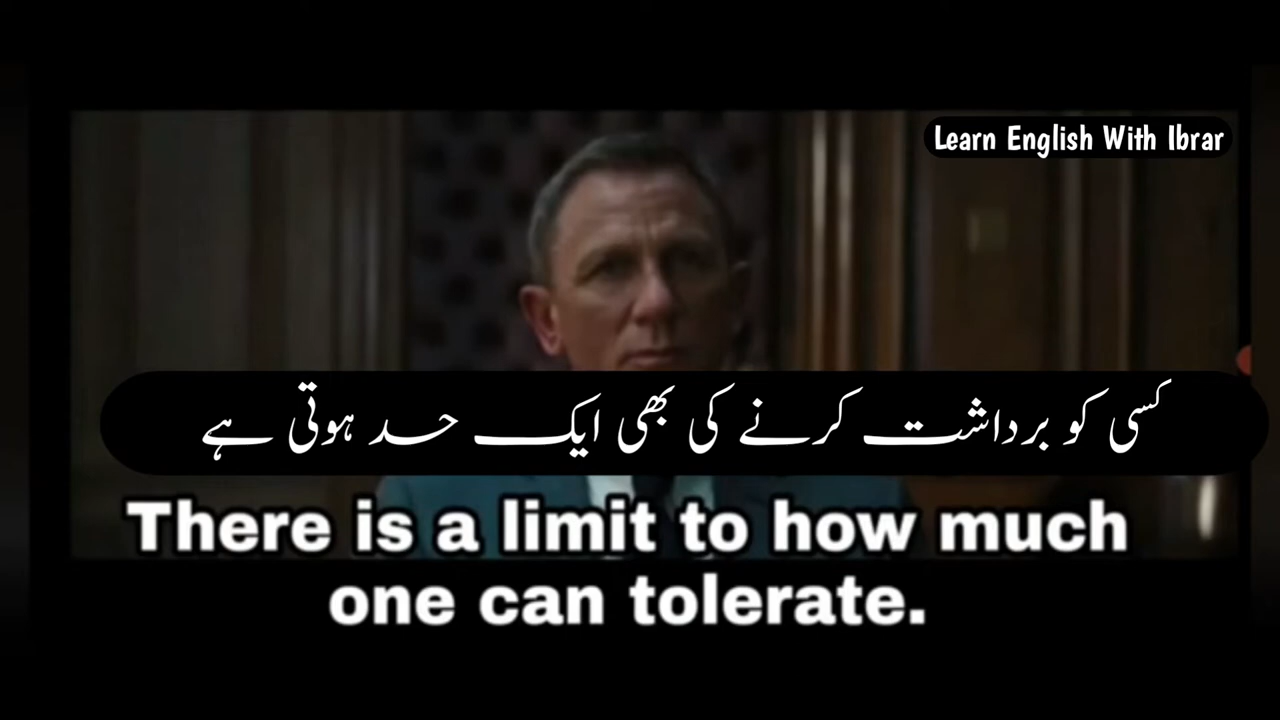 Learn English With Ibrar
کسی کو برداشت کرنے کی بھی ایک حد ہوتی ہے
There is a limit to how much
one can tolerate.